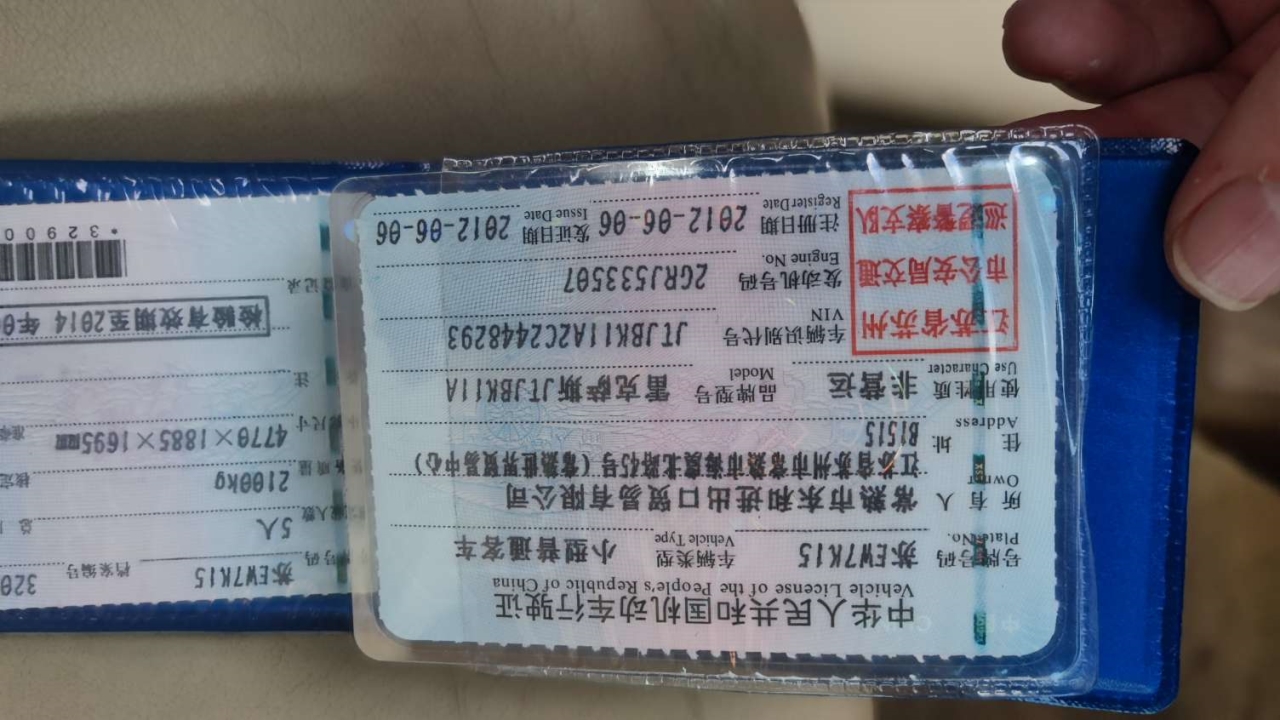 中华人民共和国机动车行驶证
Vehicle License of the People's Republic of China
号牌号码 苏EW7K15 车辆类型 小型普通客车
Plate No. Vehicle Type
所有人 常熟市东和进出口贸易有限公司
Owner
江苏省苏州市常熟市海虞北路45号(常熟世界贸易中心)
住 址 B1515
Address
使用性质 非营运 品牌型号 雷克萨斯JTJBK11A
Use Character Model
车辆识别代号 JTJBK11A2C2448293
VIN
发动机号码 2GRJ533507
Engine No.
注册日期 2012-06-06 发证日期 2012-06-06
Register Date Issue Date
江苏省苏州
市公安局交通
巡逻警察支队
苏EW7K15 档案编号 320
5人
2100kg
4770×1885×1695
检验有效期至2014年0
*32900